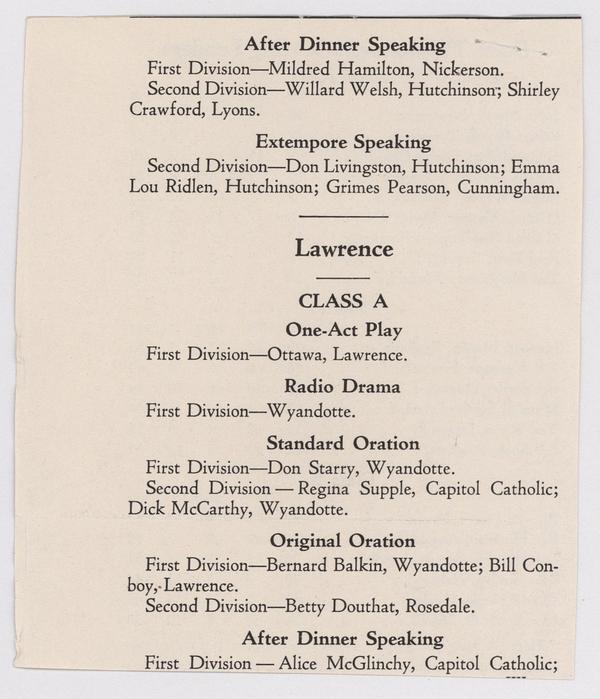 After Dinner Speaking
First Division—Mildred Hamilton, Nickerson.
Second Division—Willard Welsh, Hutchinson; Shirley
Crawford, Lyons.
Extempore Speaking
Second Division—Don Livingston, Hutchinson; Emma
Lou Ridlen, Hutchinson; Grimes Pearson, Cunningham.
Lawrence
CLASS A
One-Act Play
First Division—Ottawa, Lawrence.
Radio Drama
First Division—Wyandotte.
Standard Oration
First Division—Don Starry, Wyandotte.
Second Division — Regina Supple, Capitol Catholic;
Dick McCarthy, Wyandotte.
Original Oration
First Division—Bernard Balkin, Wyandotte; Bill Con-
boy, Lawrence.
Second Division—Betty Douthat, Rosedale.
After Dinner Speaking
First Division — Alice McGlinchy, Capitol Catholic;